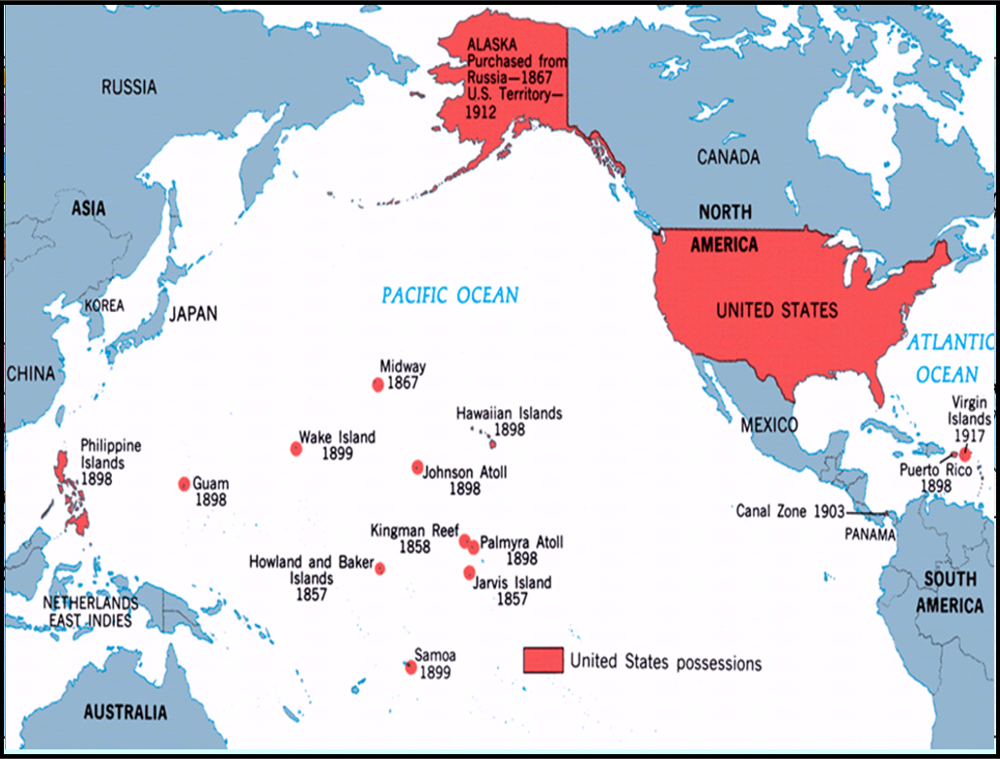 ALASKA
Purchased from
Russia—1867
U.S. Territory—
1912
RUSSIA
CANADA
ASIA
NORTH
AMERICA
PACIFIC OCEAN
KOREA
JAPAN
UNITED STATES
ATLANTIC
OCEAN
CHINA
Midway
1867
Hawaiian Islands
1898
MEXICO
Virgin
Islands
1917
Wake Island
1899
Philippine
Islands
1898
Guam
1898
Johnson Atoll
1898
Puerto Rico
1898
Canal Zone 1903
PANAMA
Kingman Reef
1858
Palmyra Atoll
1898
Howland and Baker
Islands
1857
Jarvis Island
1857
SOUTH
AMERICA
NETHERLANDS
EAST INDIES
Samoa
1899
United States possessions
AUSTRALIA